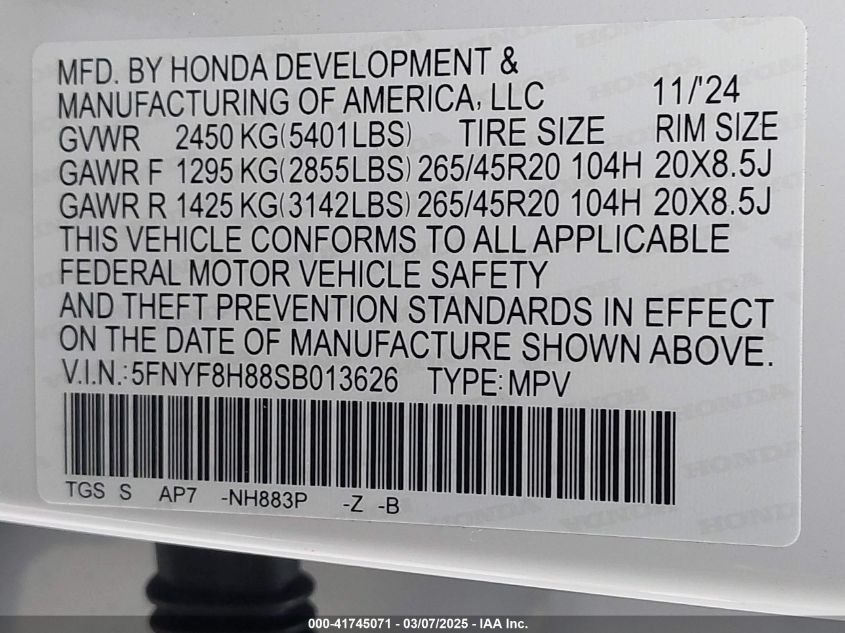 MFD. BY HONDA DEVELOPMENT &
MANUFACTURING OF AMERICA, LLC 11/'24
GVWR 2450 KG(5401LBS) TIRE SIZE RIM SIZE
GAWR F 1295 KG(2855LBS) 265/45R20 104H 20X8.5J
GAWR R 1425 KG(3142LBS) 265/45R20 104H 20X8.5J
THIS VEHICLE CONFORMS TO ALL APPLICABLE
FEDERAL MOTOR VEHICLE SAFETY
AND THEFT PREVENTION STANDARDS IN EFFECT
ON THE DATE OF MANUFACTURE SHOWN ABOVE.
V.I.N.:5FNYF8H88SB013626 TYPE:MPV
TGS S AP7 -NH883P -Z -B
000-41745071 - 03/07/2025 - IAA Inc.